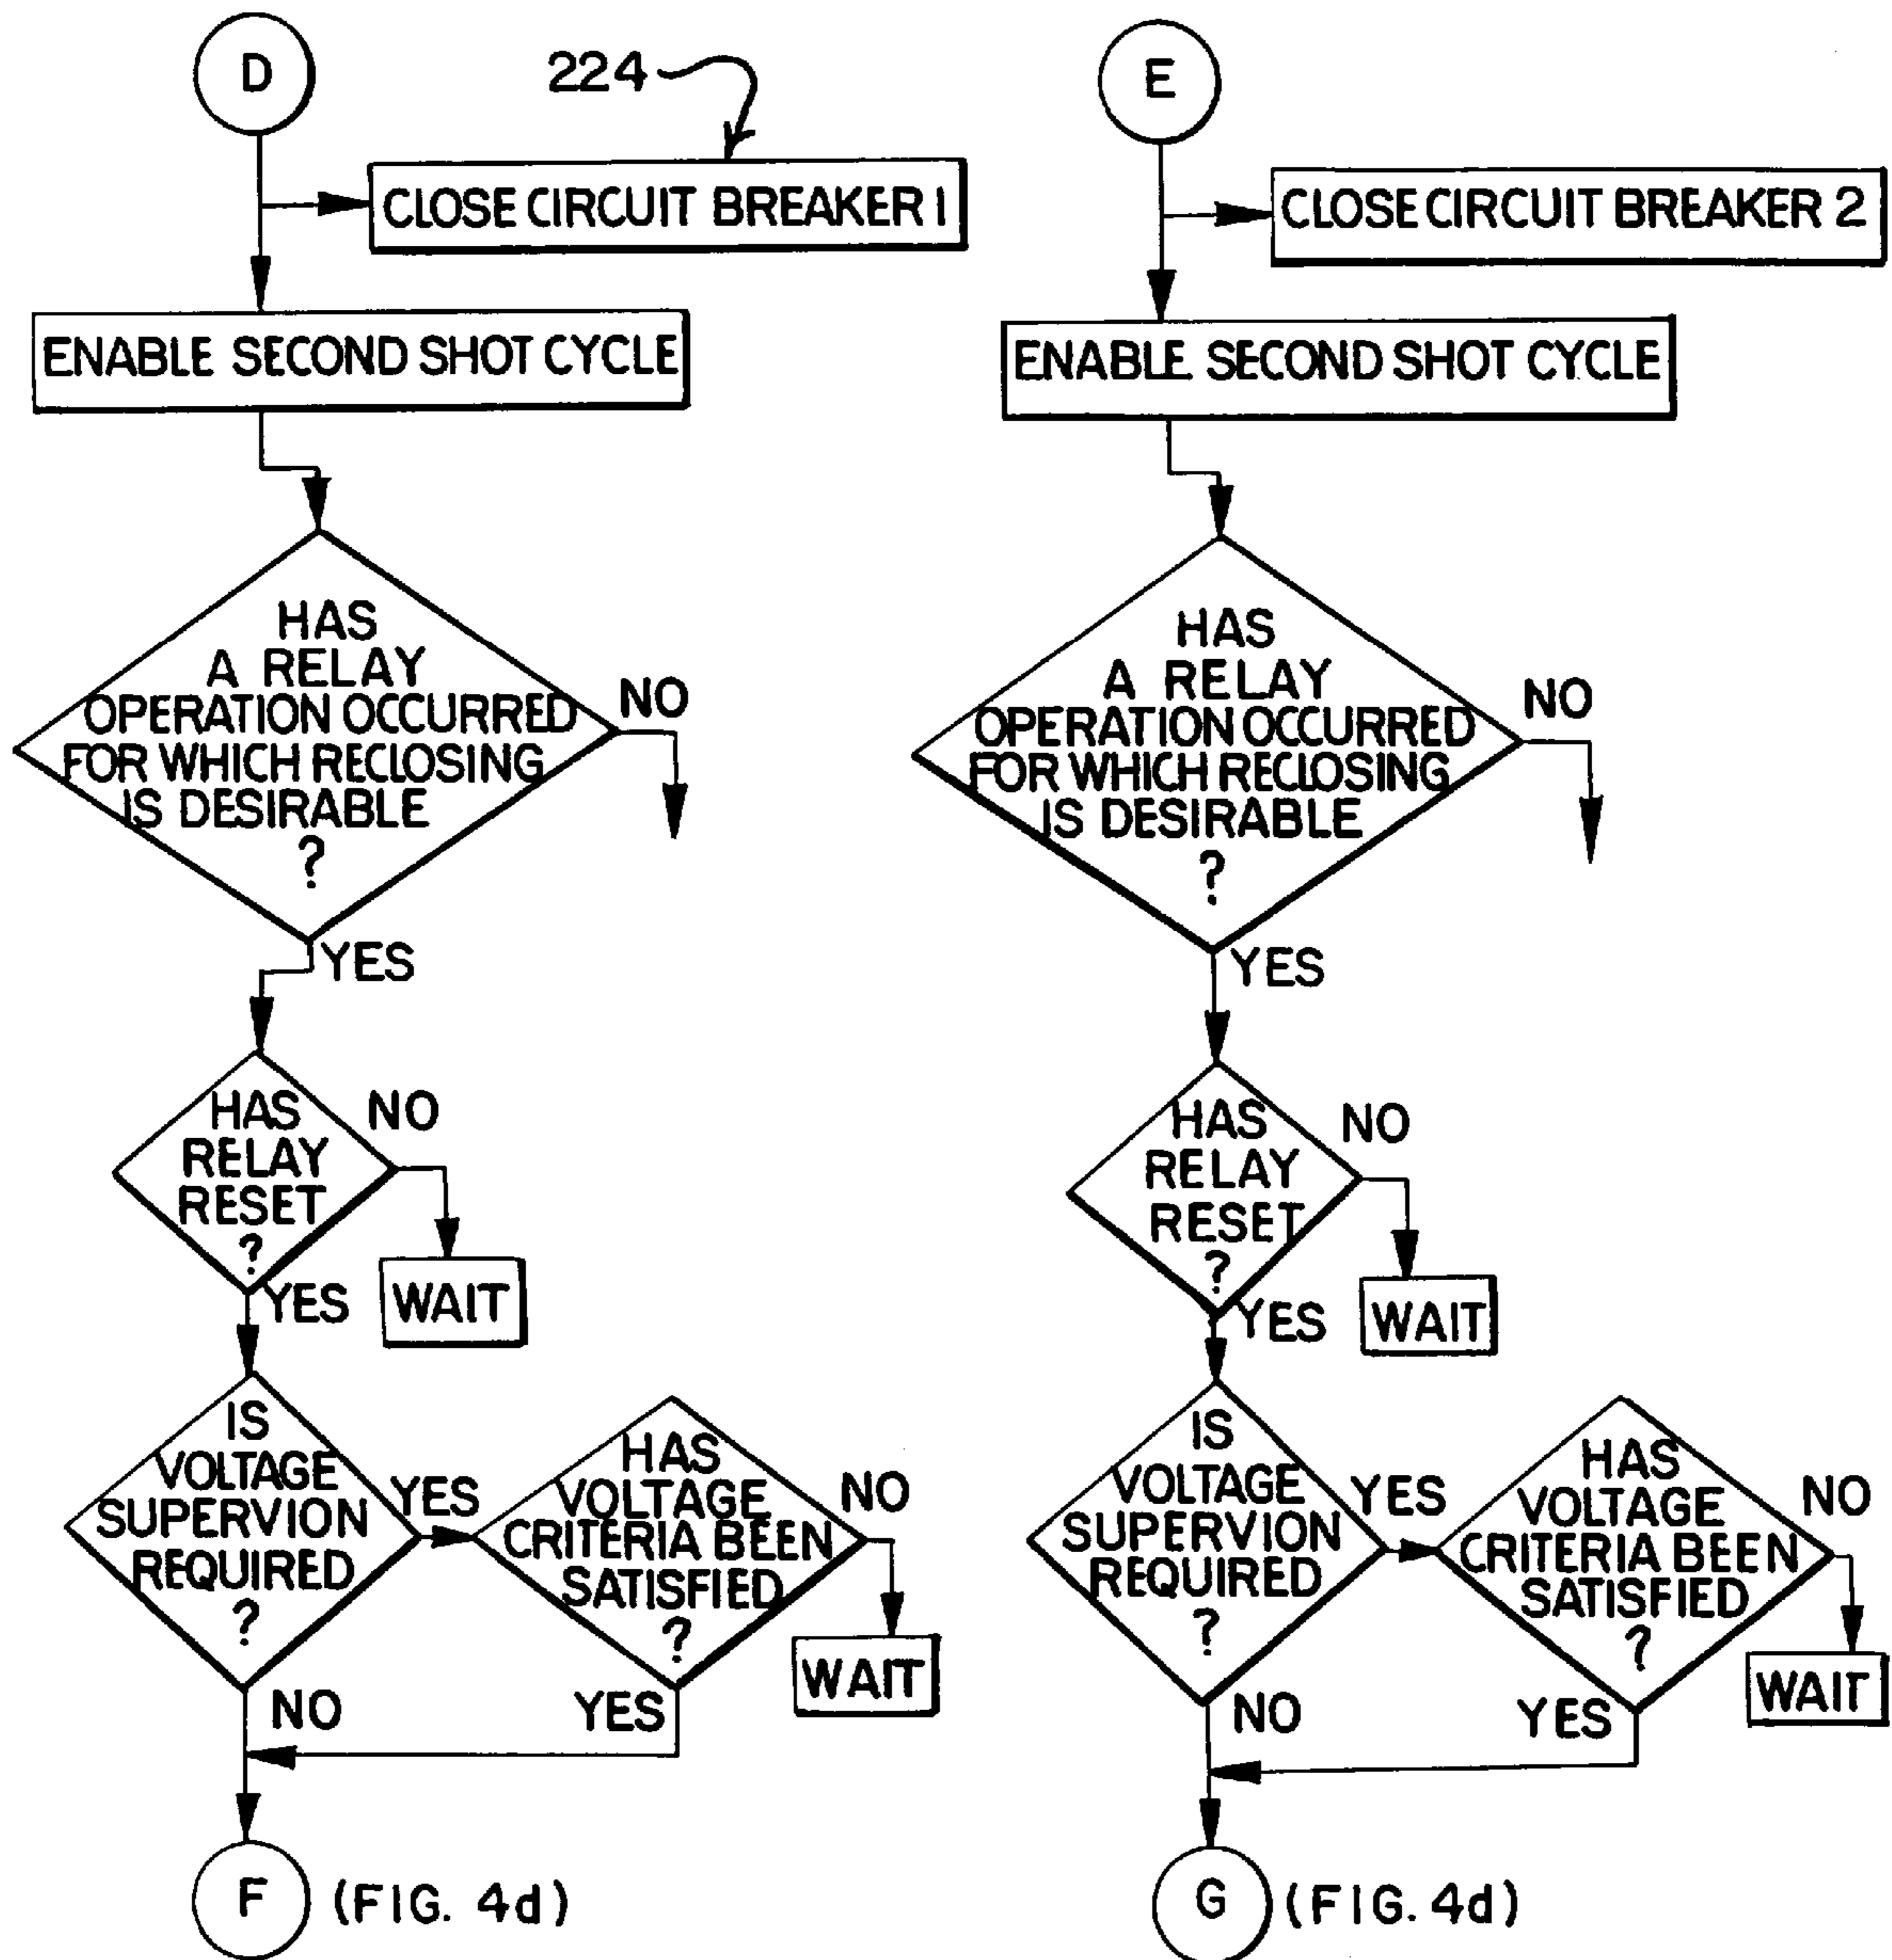 D
224
CLOSE CIRCUIT BREAKER 1
ENABLE SECOND SHOT CYCLE
HAS
A RELAY
OPERATION OCCURRED
FOR WHICH RECLOSING
IS DESIRABLE
?
NO
YES
HAS
RELAY
RESET
?
NO
WAIT
YES
IS
VOLTAGE
SUPERVION
REQUIRED
?
YES
HAS
VOLTAGE
CRITERIA BEEN
SATISFIED
?
NO
WAIT
NO
YES
F (FIG. 4d)
E
CLOSE CIRCUIT BREAKER 2
ENABLE SECOND SHOT CYCLE
HAS
A RELAY
OPERATION OCCURRED
FOR WHICH RECLOSING
IS DESIRABLE
?
NO
YES
HAS
RELAY
RESET
?
NO
WAIT
YES
IS
VOLTAGE
SUPERVION
REQUIRED
?
YES
HAS
VOLTAGE
CRITERIA BEEN
SATISFIED
?
NO
WAIT
NO
YES
G (FIG. 4d)